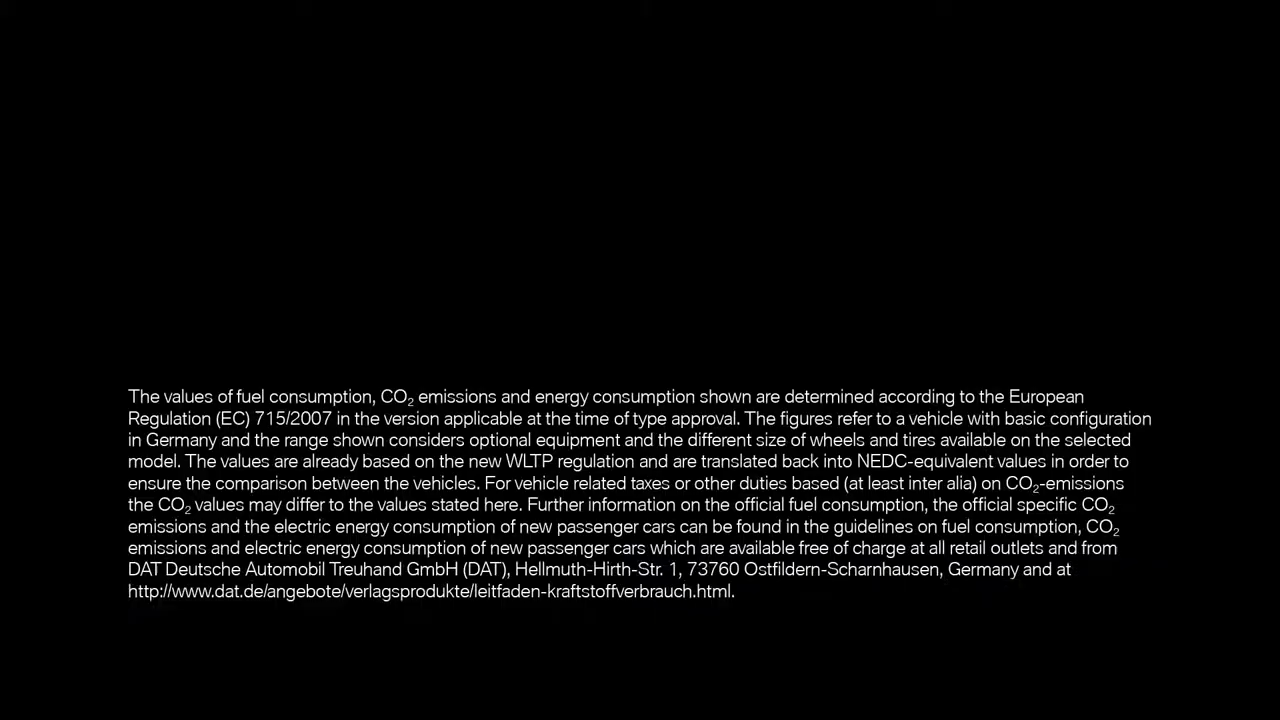 The values of fuel consumption, CO₂ emissions and energy consumption shown are determined according to the European
Regulation (EC) 715/2007 in the version applicable at the time of type approval. The figures refer to a vehicle with basic configuration
in Germany and the range shown considers optional equipment and the different size of wheels and tires available on the selected
model. The values are already based on the new WLTP regulation and are translated back into NEDC-equivalent values in order to
ensure the comparison between the vehicles. For vehicle related taxes or other duties based (at least inter alia) on CO₂-emissions
the CO₂ values may differ to the values stated here. Further information on the official fuel consumption, the official specific CO₂
emissions and the electric energy consumption of new passenger cars can be found in the guidelines on fuel consumption, CO₂
emissions and electric energy consumption of new passenger cars which are available free of charge at all retail outlets and from
DAT Deutsche Automobil Treuhand GmbH (DAT), Hellmuth-Hirth-Str. 1, 73760 Ostfildern-Scharnhausen, Germany and at
http://www.dat.de/angebote/verlagsprodukte/leitfaden-kraftstoffverbrauch.html.